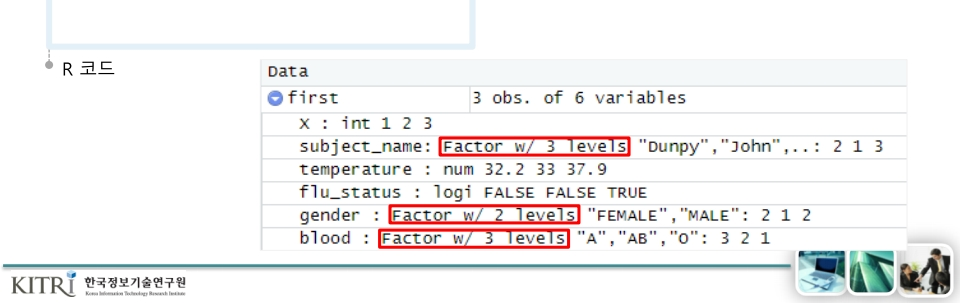 R 코드
Data
first 3 obs. of 6 variables
X : int 1 2 3
subject_name: Factor w/ 3 levels "Dunpy","John",..: 2 1 3
temperature : num 32.2 33 37.9
flu_status : logi FALSE FALSE TRUE
gender : Factor w/ 2 levels "FEMALE","MALE": 2 1 2
blood : Factor w/ 3 levels "A","AB","O": 3 2 1
KITRI 한국정보기술연구원
Korea Information Technology Research Institute